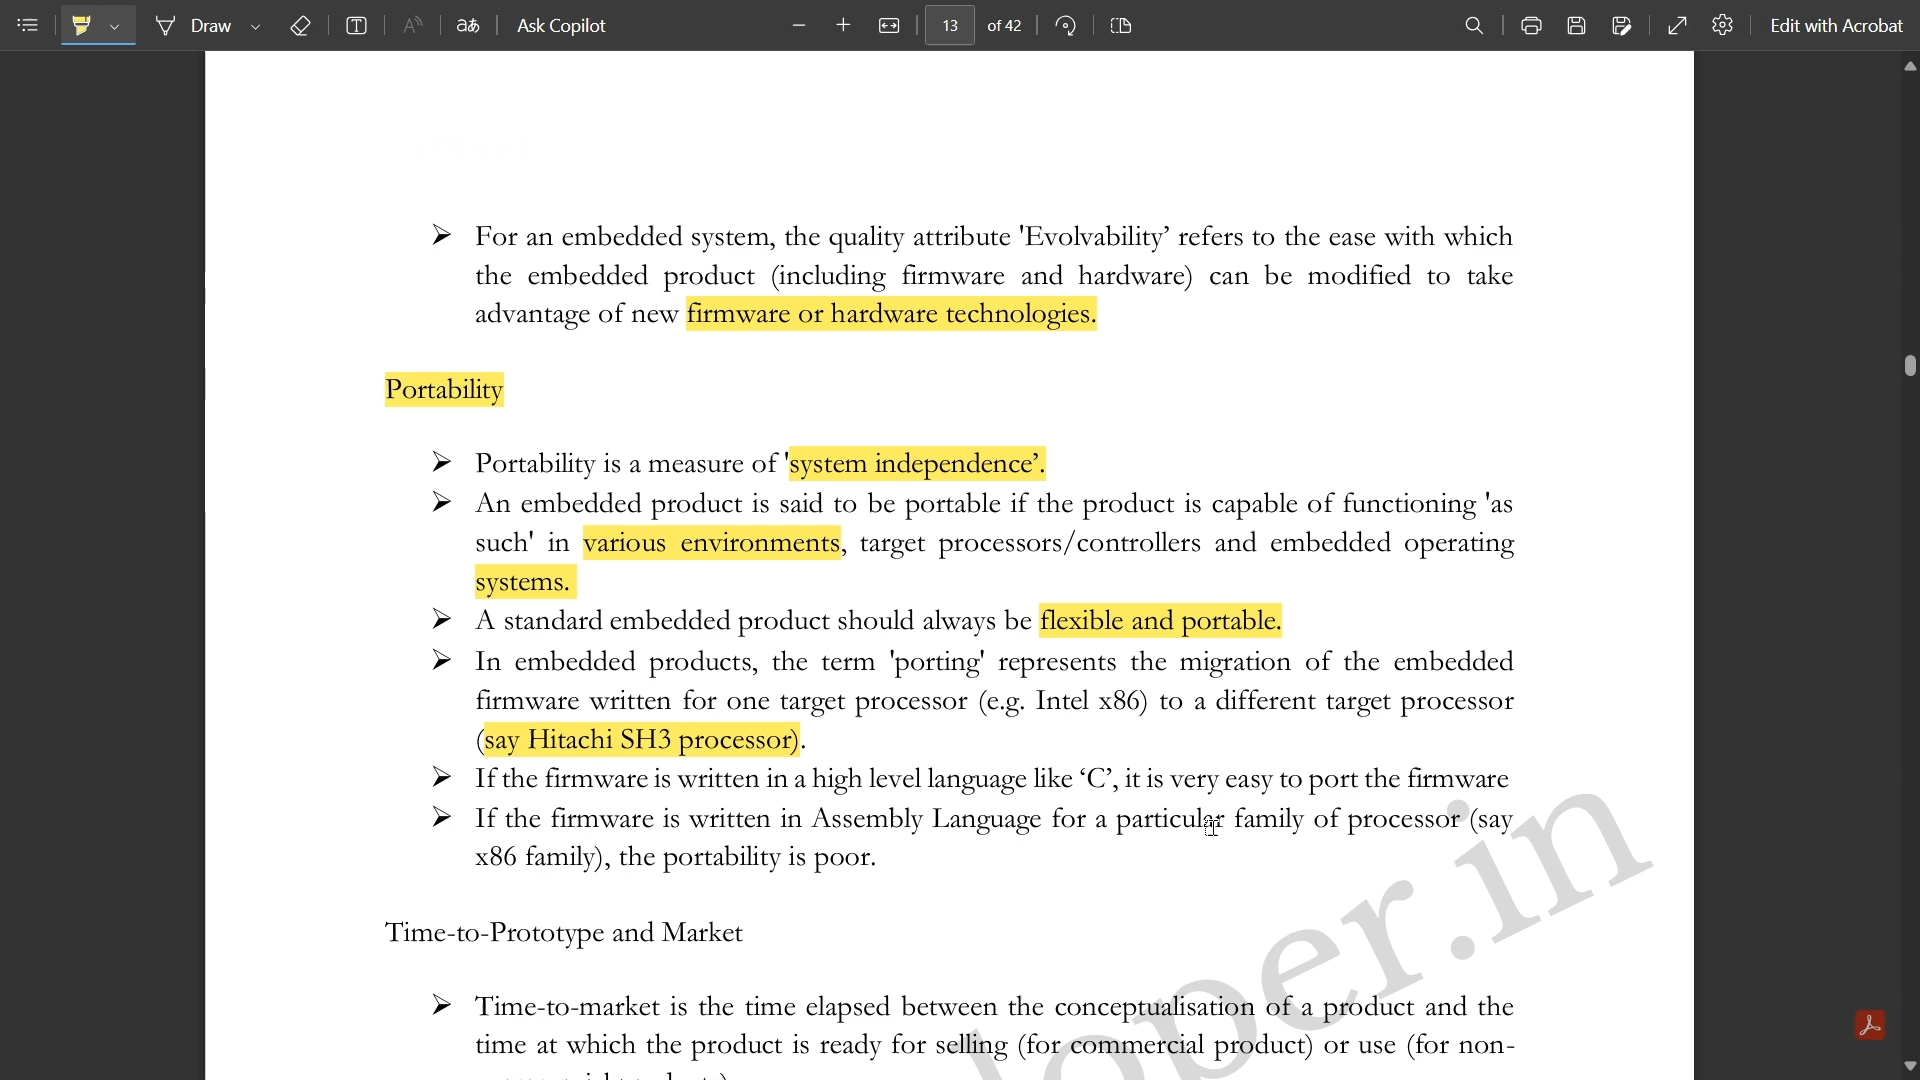 Draw
aあ
Ask Copilot
13 of 42
Edit with Acrobat
➢ For an embedded system, the quality attribute 'Evolvability’ refers to the ease with which
the embedded product (including firmware and hardware) can be modified to take
advantage of new firmware or hardware technologies.
Portability
➢ Portability is a measure of 'system independence’.
➢ An embedded product is said to be portable if the product is capable of functioning 'as
such' in various environments, target processors/controllers and embedded operating
systems.
➢ A standard embedded product should always be flexible and portable.
➢ In embedded products, the term 'porting' represents the migration of the embedded
firmware written for one target processor (e.g. Intel x86) to a different target processor
(say Hitachi SH3 processor).
➢ If the firmware is written in a high level language like ‘C’, it is very easy to port the firmware
➢ If the firmware is written in Assembly Language for a particular family of processor (say
x86 family), the portability is poor.
Time-to-Prototype and Market
➢ Time-to-market is the time elapsed between the conceptualisation of a product and the
time at which the product is ready for selling (for commercial product) or use (for non-
oper.in